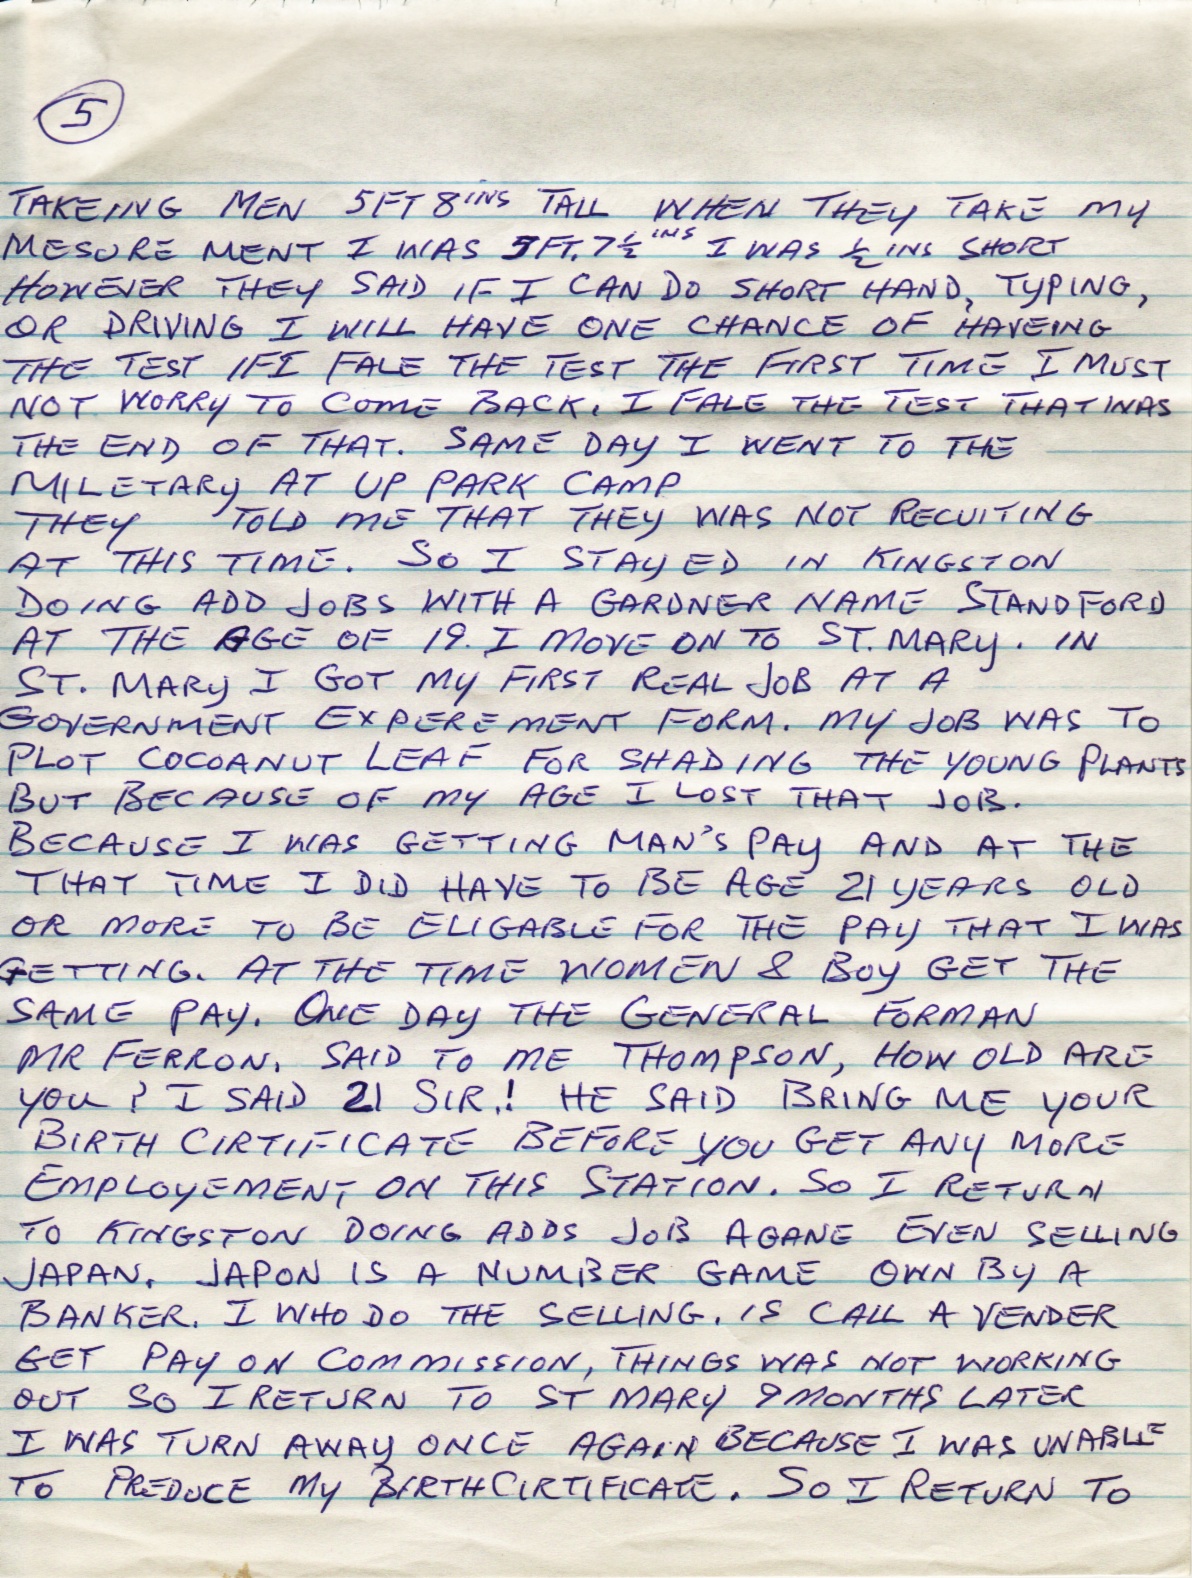 5
TAKEING MEN 5FT 8INS TALL WHEN THEY TAKE MY
MESURE MENT I WAS 5FT. 7½ INS I WAS ½ INS SHORT
HOWEVER THEY SAID IF I CAN DO SHORT HAND, TYPING,
OR DRIVING I WILL HAVE ONE CHANCE OF HAVEING
THE TEST IF I FALE THE TEST THE FIRST TIME I MUST
NOT WORRY TO COME BACK. I FALE THE TEST THAT WAS
THE END OF THAT. SAME DAY I WENT TO THE
MILETARY AT UP PARK CAMP
THEY TOLD ME THAT THEY WAS NOT RECUITING
AT THIS TIME. SO I STAYED IN KINGSTON
DOING ADD JOBS WITH A GARDNER NAME STANDFORD
AT THE AGE OF 19. I MOVE ON TO ST. MARY. IN
ST. MARY I GOT MY FIRST REAL JOB AT A
GOVERNMENT EXPEREMENT FORM. MY JOB WAS TO
PLOT COCOANUT LEAF FOR SHADING THE YOUNG PLANTS
BUT BECAUSE OF MY AGE I LOST THAT JOB.
BECAUSE I WAS GETTING MAN'S PAY AND AT THE
THAT TIME I DID HAVE TO BE AGE 21 YEARS OLD
OR MORE TO BE ELIGABLE FOR THE PAY THAT I WAS
GETTING. AT THE TIME WOMEN & BOY GET THE
SAME PAY. ONE DAY THE GENERAL FORMAN
MR FERRON. SAID TO ME THOMPSON, HOW OLD ARE
YOU? I SAID 21 SIR.! HE SAID BRING ME YOUR
BIRTH CIRTIFICATE BEFORE YOU GET ANY MORE
EMPLOYEMENT ON THIS STATION. SO I RETURN
TO KINGSTON DOING ADDS JOB AGANE EVEN SELLING
JAPAN. JAPON IS A NUMBER GAME OWN BY A
BANKER. I WHO DO THE SELLING. IS CALL A VENDER
GET PAY ON COMMISSION, THINGS WAS NOT WORKING
OUT SO I RETURN TO ST MARY 9 MONTHS LATER
I WAS TURN AWAY ONCE AGAIN BECAUSE I WAS UNABLE
TO PREDUCE MY BIRTH CIRTIFICATE. SO I RETURN TO